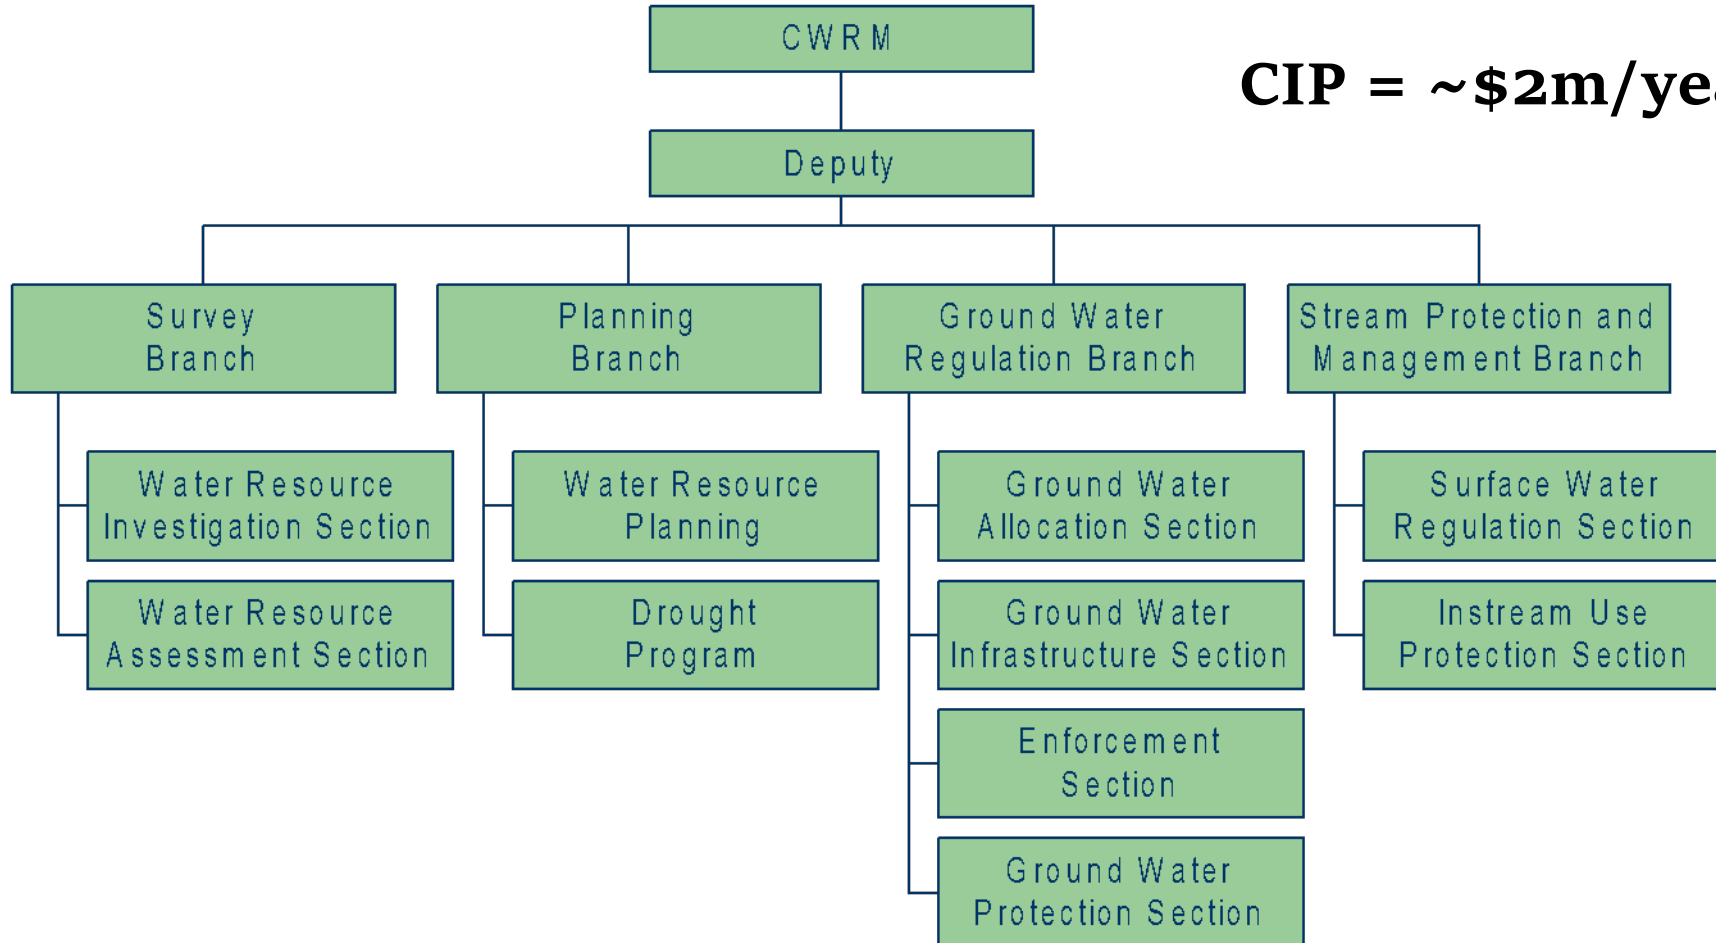 CWRM
CIP = ~$2m/yea
Deputy
Survey
Branch
Planning
Branch
Ground Water
Regulation Branch
Stream Protection and
Management Branch
Water Resource
Investigation Section
Water Resource
Assessment Section
Water Resource
Planning
Drought
Program
Ground Water
Allocation Section
Ground Water
Infrastructure Section
Enforcement
Section
Ground Water
Protection Section
Surface Water
Regulation Section
Instream Use
Protection Section